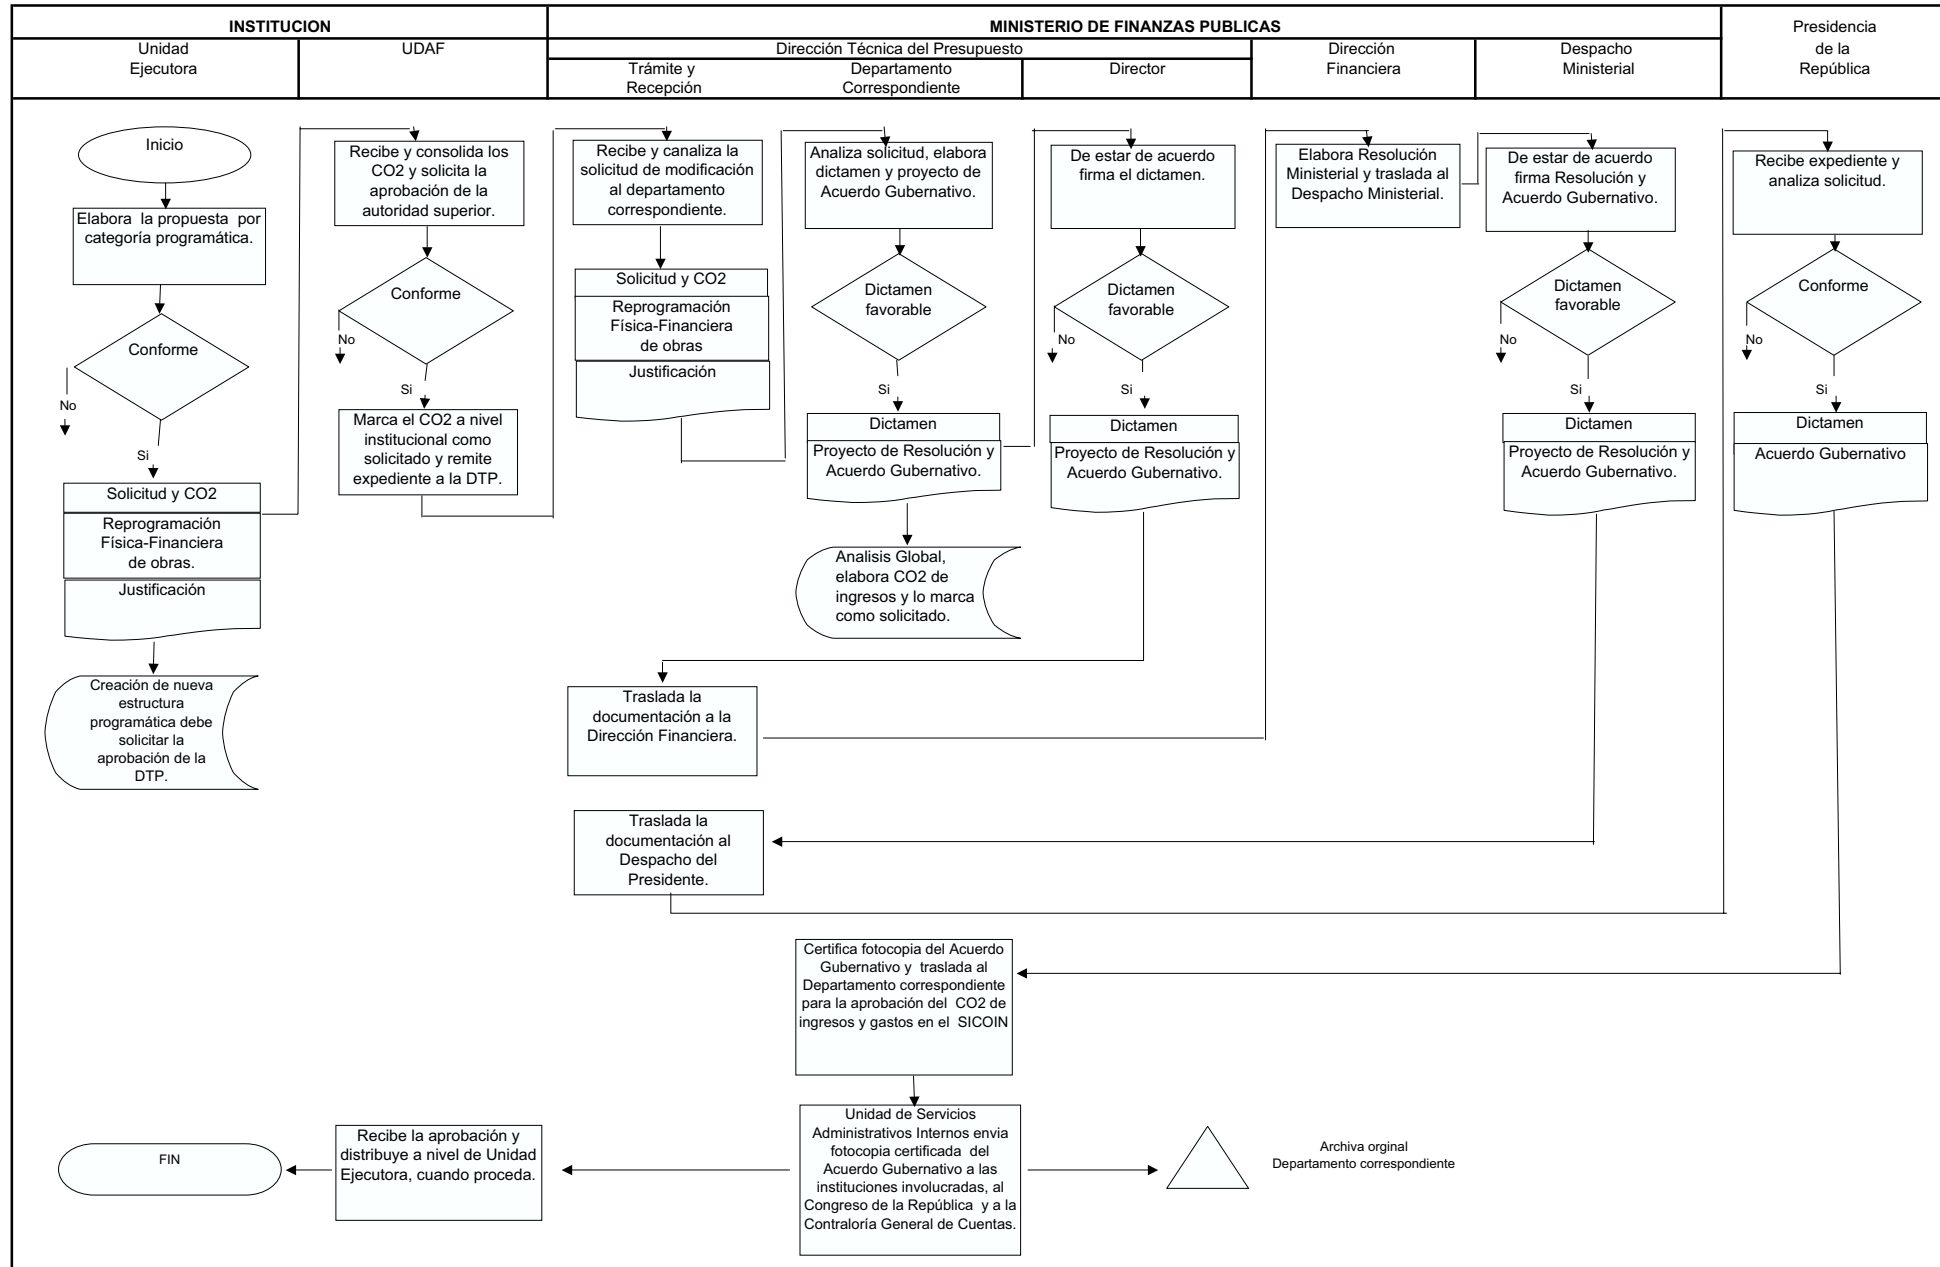 INSTITUCION
MINISTERIO DE FINANZAS PUBLICAS
Presidencia
de la
República
Unidad
Ejecutora
UDAF
Dirección Técnica del Presupuesto
Trámite y
Recepción
Departamento
Correspondiente
Director
Dirección
Financiera
Despacho
Ministerial
Inicio
Elabora la propuesta por
categoría programática.
Conforme
No
Si
Solicitud y CO2
Reprogramación
Física-Financiera
de obras.
Justificación
Creación de nueva
estructura
programática debe
solicitar la
aprobación de la
DTP.
Recibe y consolida los
CO2 y solicita la
aprobación de la
autoridad superior.
Conforme
No
Si
Marca el CO2 a nivel
institucional como
solicitado y remite
expediente a la DTP.
Recibe y canaliza la
solicitud de modificación
al departamento
correspondiente.
Solicitud y CO2
Reprogramación
Física-Financiera
de obras
Justificación
Analiza solicitud, elabora
dictamen y proyecto de
Acuerdo Gubernativo.
Dictamen
favorable
Si
Dictamen
Proyecto de Resolución y
Acuerdo Gubernativo.
Analisis Global,
elabora CO2 de
ingresos y lo marca
como solicitado.
De estar de acuerdo
firma el dictamen.
Dictamen
favorable
No
Si
Dictamen
Proyecto de Resolución y
Acuerdo Gubernativo.
Traslada la
documentación a la
Dirección Financiera.
Elabora Resolución
Ministerial y traslada al
Despacho Ministerial.
De estar de acuerdo
firma Resolución y
Acuerdo Gubernativo.
Dictamen
favorable
No
Si
Dictamen
Proyecto de Resolución y
Acuerdo Gubernativo.
Traslada la
documentación al
Despacho del
Presidente.
Recibe expediente y
analiza solicitud.
Conforme
No
Si
Dictamen
Acuerdo Gubernativo
Certifica fotocopia del Acuerdo
Gubernativo y traslada al
Departamento correspondiente
para la aprobación del CO2 de
ingresos y gastos en el SICOIN
Unidad de Servicios
Administrativos Internos envia
fotocopia certificada del
Acuerdo Gubernativo a las
instituciones involucradas, al
Congreso de la República y a la
Contraloría General de Cuentas.
Archiva orginal
Departamento correspondiente
Recibe la aprobación y
distribuye a nivel de Unidad
Ejecutora, cuando proceda.
FIN